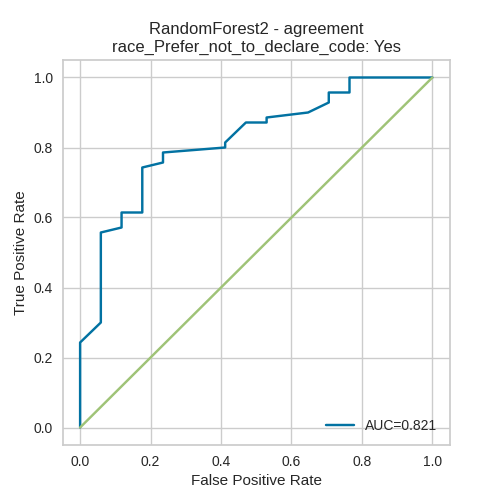 RandomForest2 - agreement
race_Prefer_not_to_declare_code: Yes
True Positive Rate
1.0
0.8
0.6
0.4
0.2
0.0
AUC=0.821
0.0 0.2 0.4 0.6 0.8 1.0
False Positive Rate